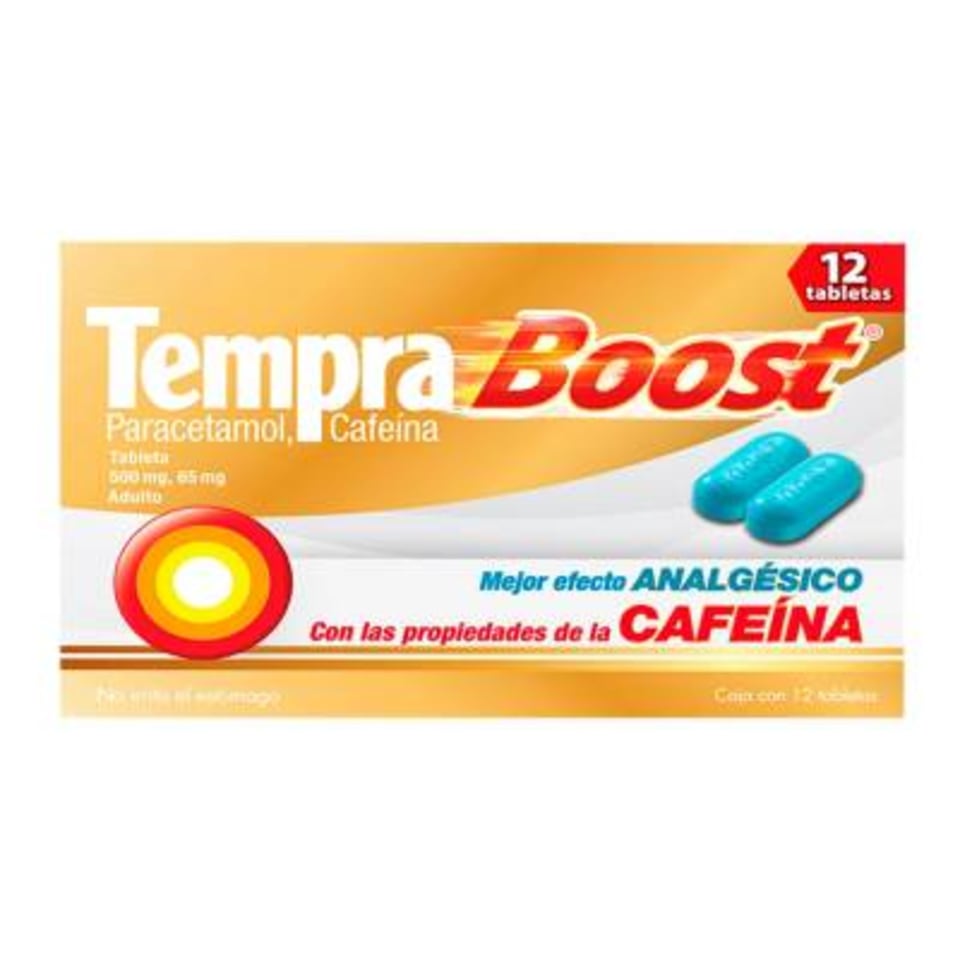 12
tabletas
Tempra Boost®
Paracetamol, Cafeína
Tableta
500 mg, 65 mg
Adulto
Mejor efecto ANALGÉSICO
Con las propiedades de la CAFEÍNA
No irrita el estómago
Caja con 12 tabletas